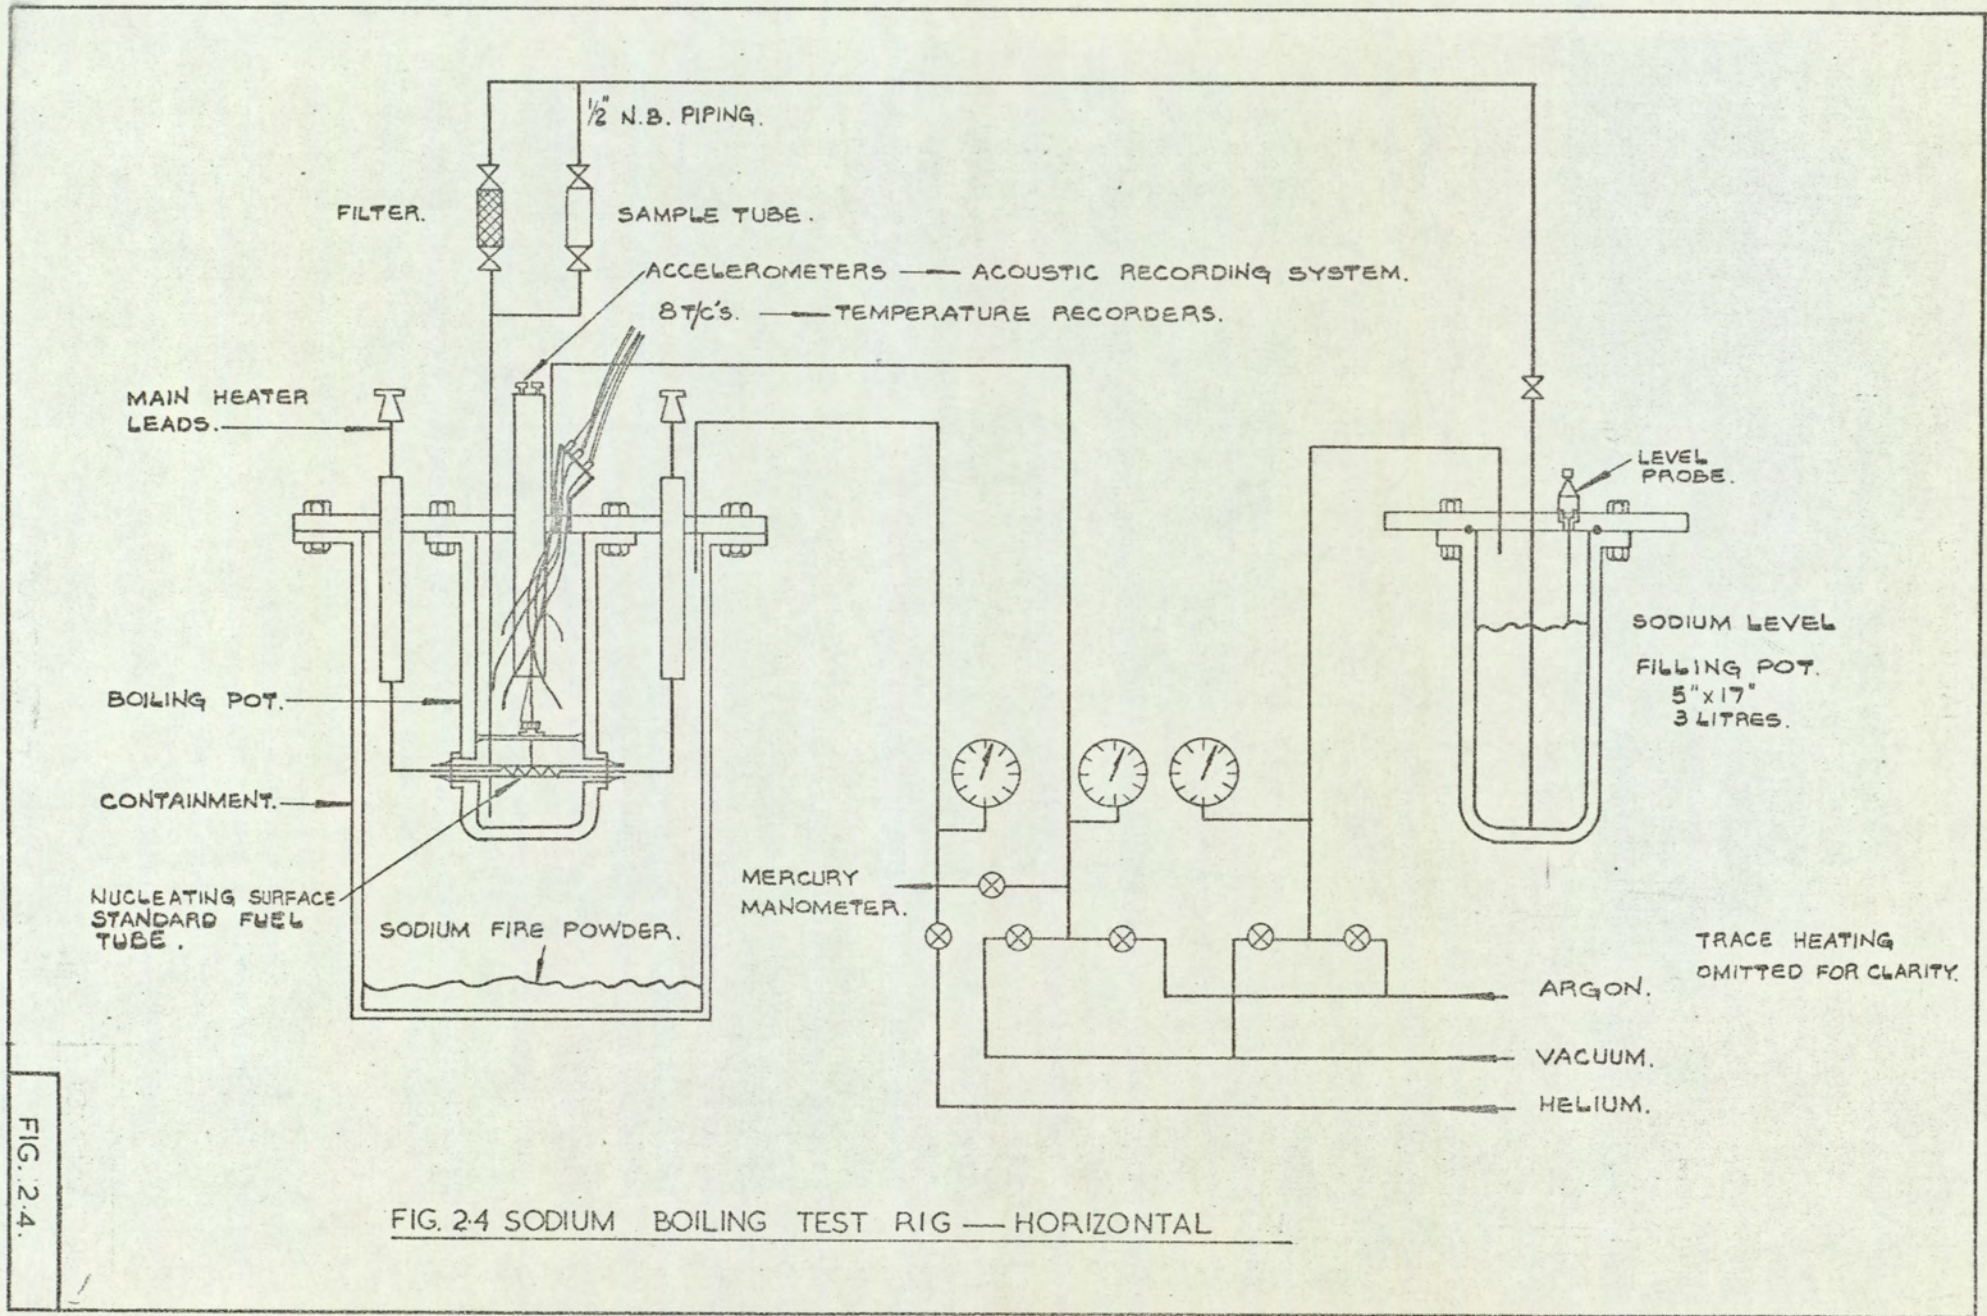 ½" N.B. PIPING.
FILTER.
SAMPLE TUBE.
ACCELEROMETERS — ACOUSTIC RECORDING SYSTEM.
8 T/C's. — TEMPERATURE RECORDERS.
MAIN HEATER
LEADS.
LEVEL
PROBE.
SODIUM LEVEL
FILLING POT.
5" x 17"
3 LITRES.
BOILING POT.
CONTAINMENT.
NUCLEATING SURFACE
STANDARD FUEL
TUBE.
SODIUM FIRE POWDER.
MERCURY
MANOMETER.
TRACE HEATING
OMITTED FOR CLARITY.
ARGON.
VACUUM.
HELIUM.
FIG. 2·4.
FIG. 2·4 SODIUM BOILING TEST RIG — HORIZONTAL